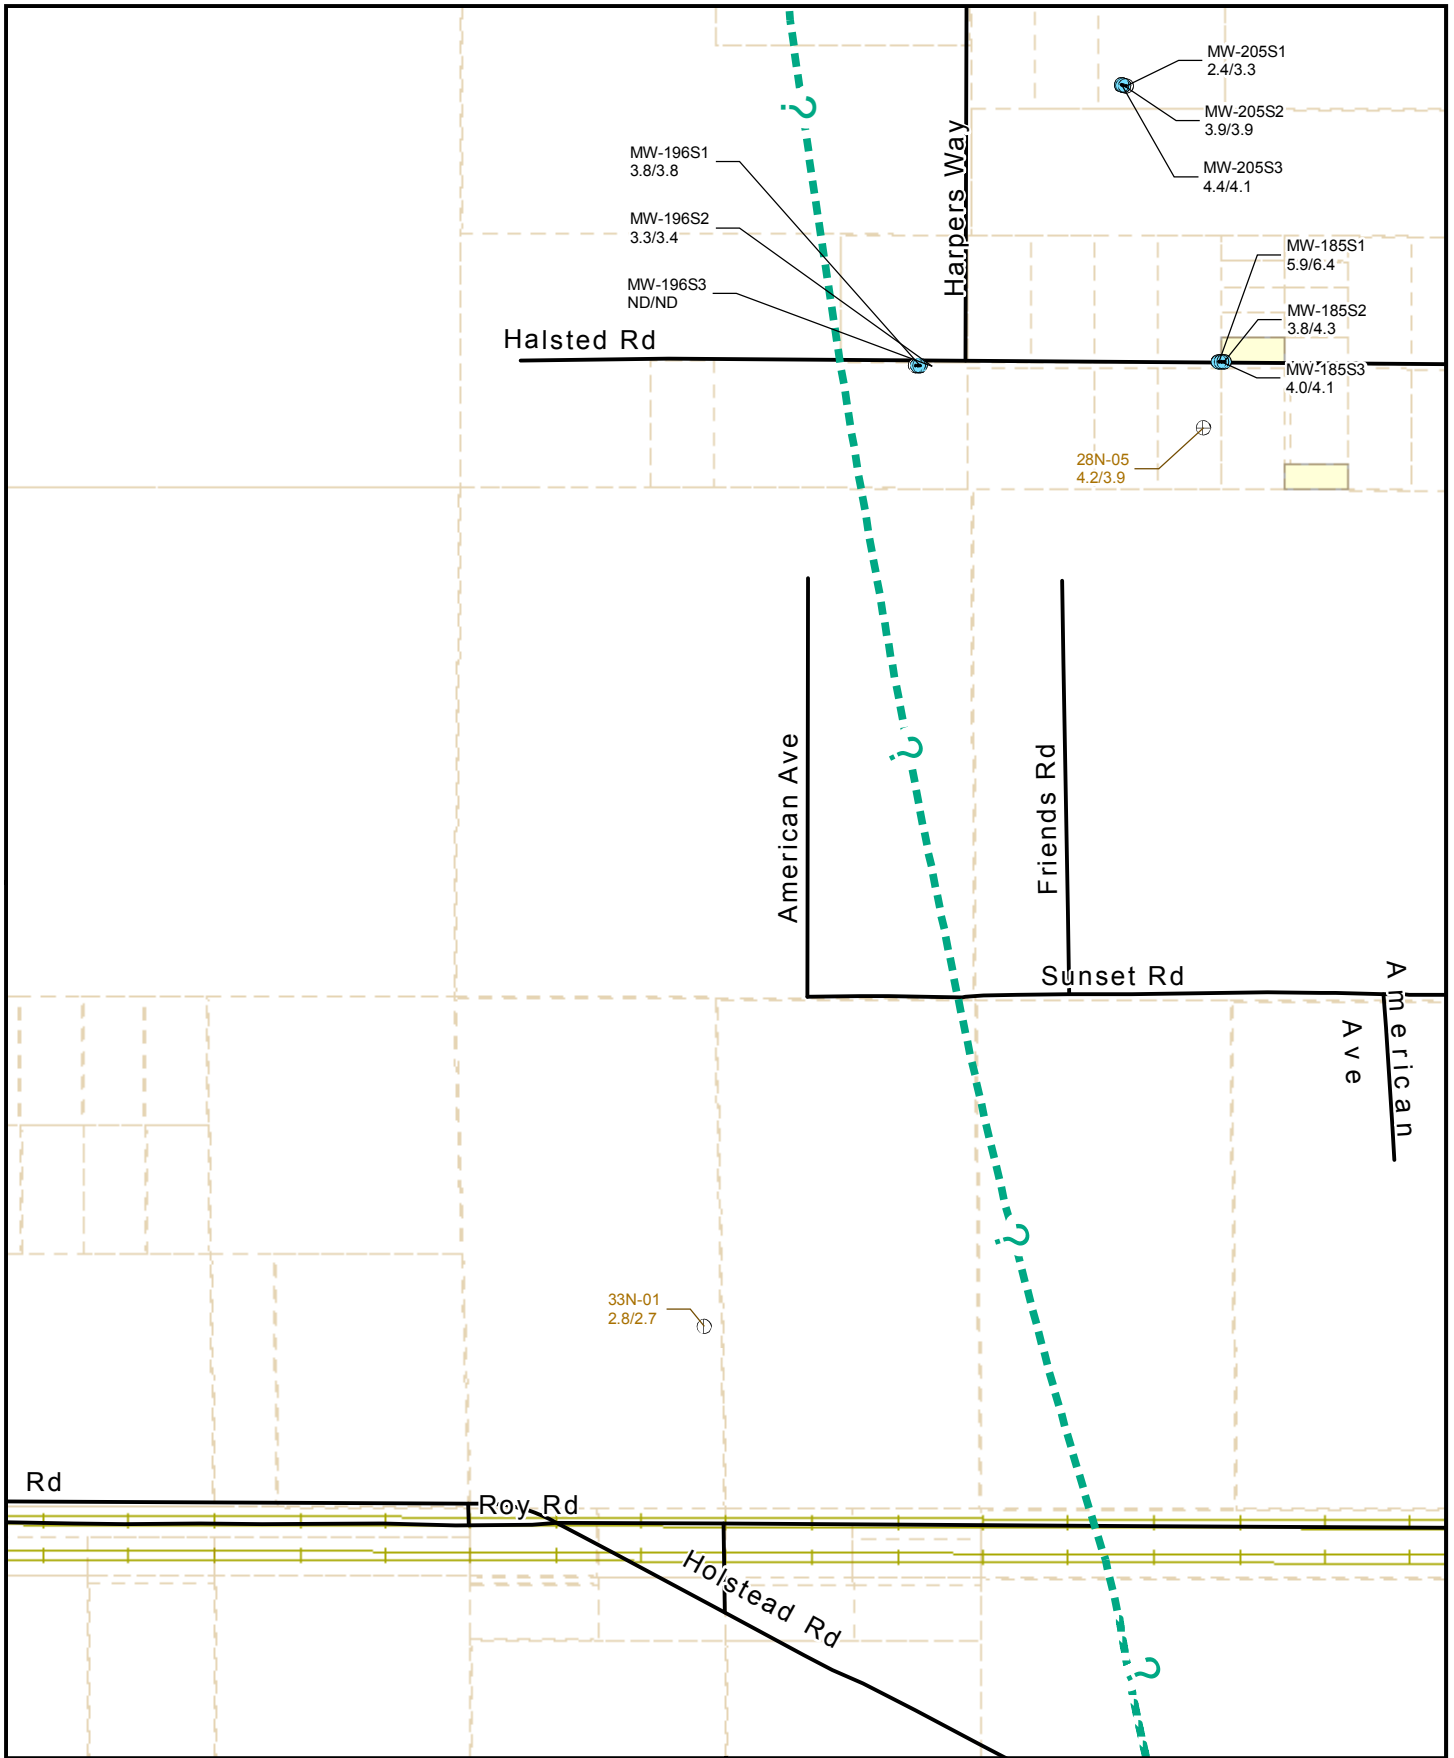 MW-205S1
2.4/3.3
MW-205S2
3.9/3.9
MW-205S3
4.4/4.1
MW-196S1
3.8/3.8
MW-196S2
3.3/3.4
MW-196S3
ND/ND
Harpers Way
MW-185S1
5.9/6.4
MW-185S2
3.8/4.3
MW-185S3
4.0/4.1
Halsted Rd
28N-05
4.2/3.9
?
?
American Ave
Friends Rd
Sunset Rd
American
Ave
?
33N-01
2.8/2.7
Rd
Roy Rd
Holstead Rd
?